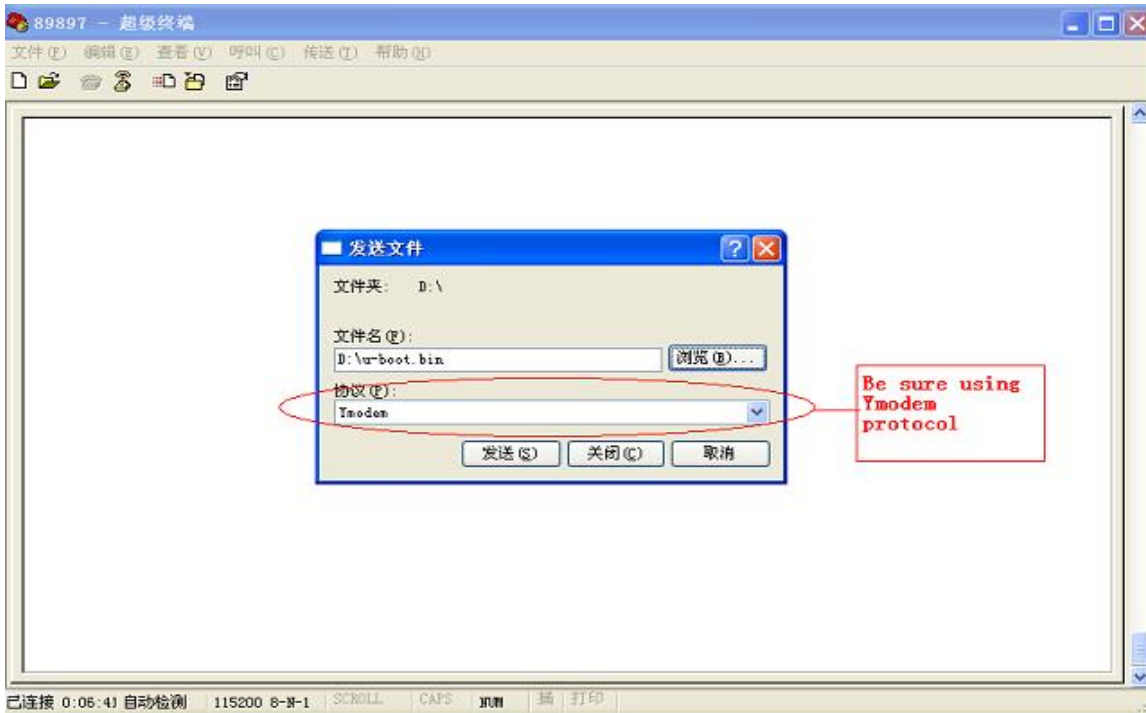 89897 - 超级终端
文件(F) 编辑(E) 查看(V) 呼叫(C) 传送(T) 帮助(H)
发送文件
文件夹: D:\
文件名(F):
D:\u-boot.bin
浏览(B)...
协议(P):
Ymodem
发送(S) 关闭(C) 取消
Be sure using
Ymodem
protocol
已连接 0:06:41 自动检测 115200 8-N-1 SCROLL CAPS NUM 捕 打印